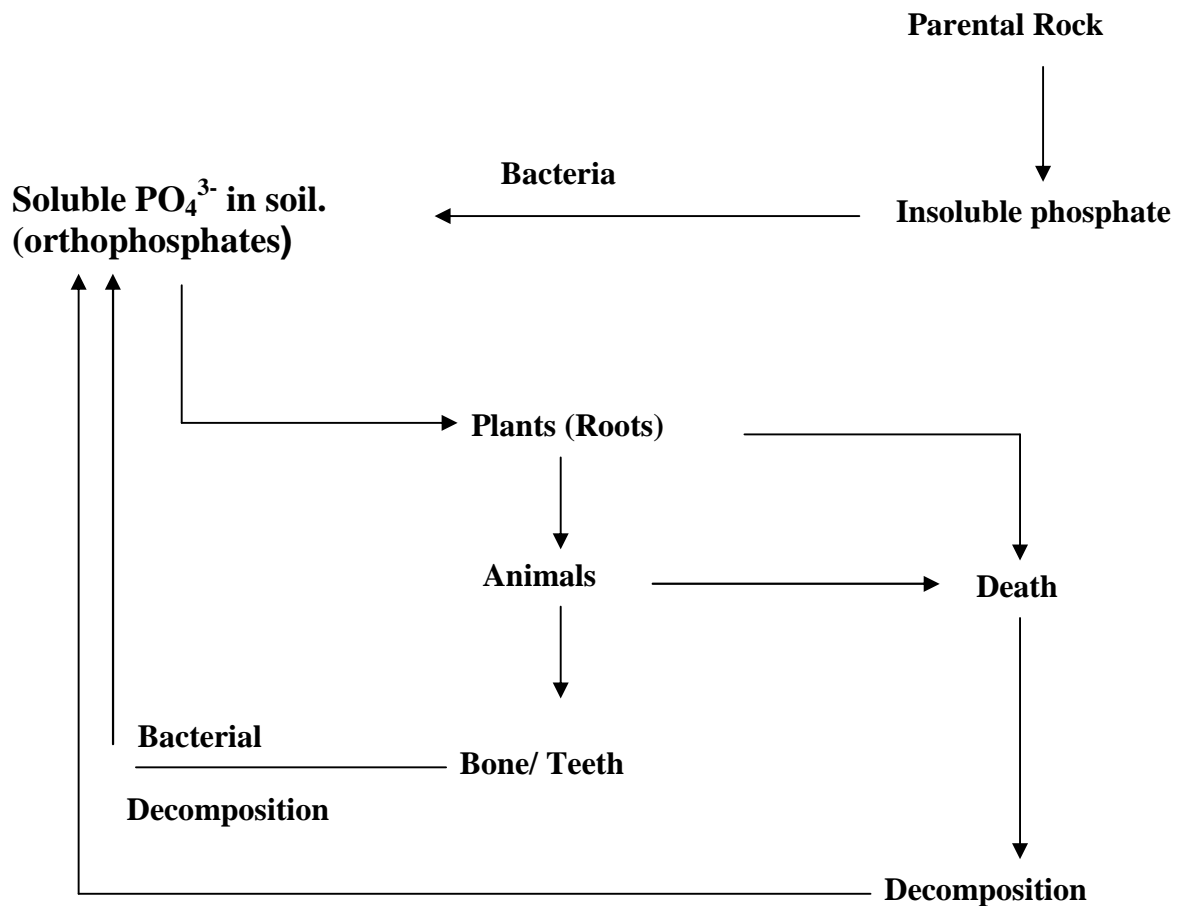 Parental Rock
Bacteria
Soluble PO₄³⁻ in soil.
(orthophosphates)
Insoluble phosphate
Plants (Roots)
Animals
Death
Bacterial
Bone/ Teeth
Decomposition
Decomposition